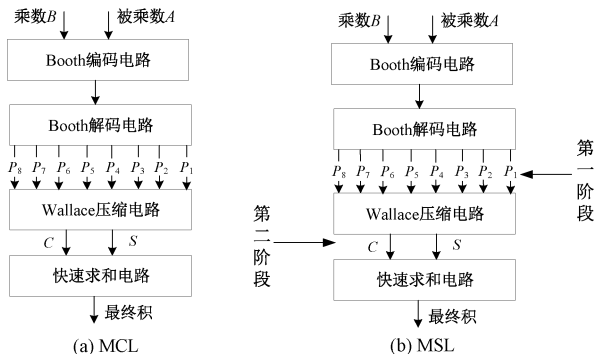 乘数B 被乘数A
Booth编码电路
Booth解码电路
P8 P7 P6 P5 P4 P3 P2 P1
Wallace压缩电路
C S
快速求和电路
最终积
(a) MCL
乘数B 被乘数A
Booth编码电路
Booth解码电路
P8 P7 P6 P5 P4 P3 P2 P1
第一阶段
Wallace压缩电路
第二阶段
C S
快速求和电路
最终积
(b) MSL